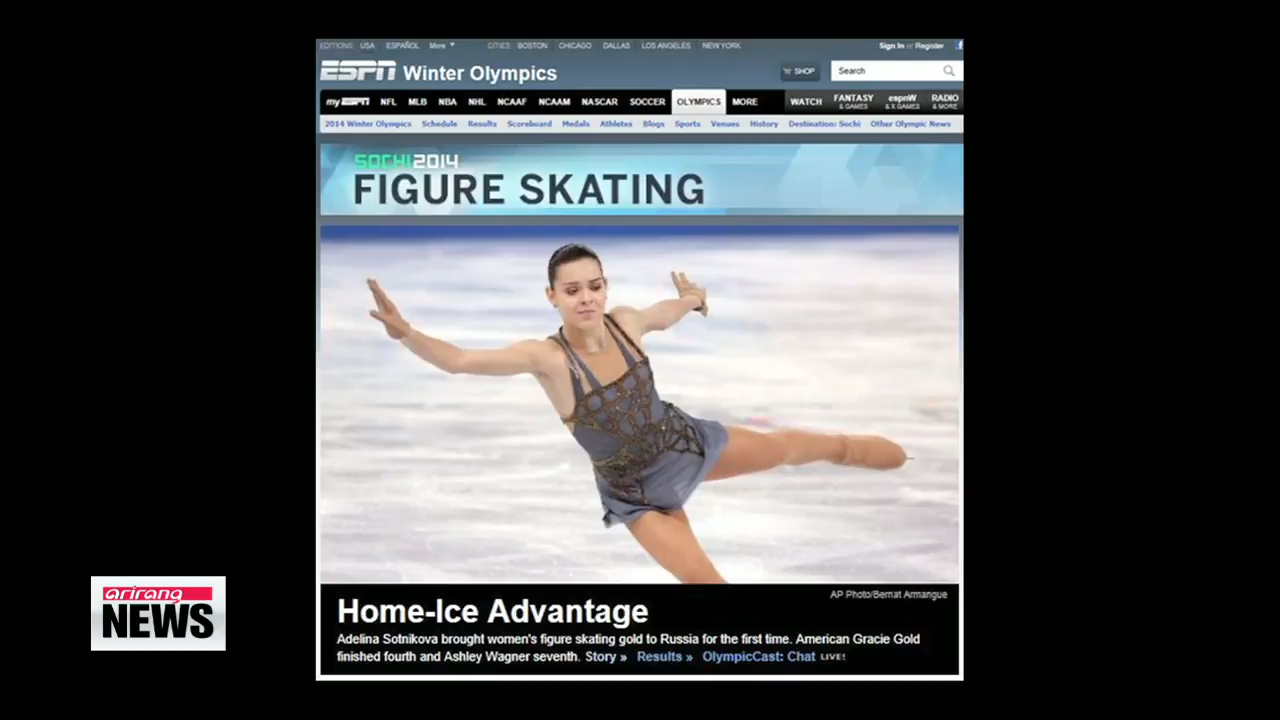 EDITIONS: USA ESPAÑOL More CITIES: BOSTON CHICAGO DALLAS LOS ANGELES NEW YORK Sign In or Register f
ESPN Winter Olympics SHOP Search
myESPN NFL MLB NBA NHL NCAAF NCAAM NASCAR SOCCER OLYMPICS MORE WATCH FANTASY & GAMES espnW & X GAMES RADIO & MORE
2014 Winter Olympics Schedule Results Scoreboard Medals Athletes Blogs Sports Venues History Destination: Sochi Other Olympic News
SOCHI 2014
FIGURE SKATING
AP Photo/Bernat Armangue
Home-Ice Advantage
Adelina Sotnikova brought women's figure skating gold to Russia for the first time. American Gracie Gold
finished fourth and Ashley Wagner seventh. Story » Results » OlympicCast: Chat LIVE!
arirang
NEWS